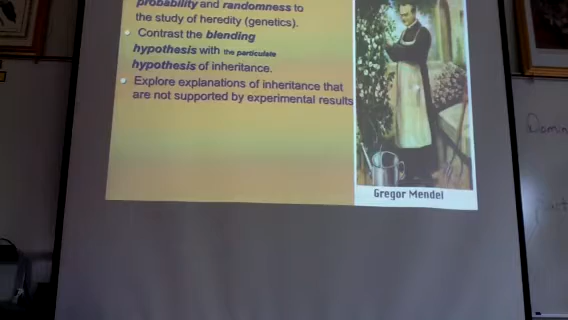 probability and randomness to
the study of heredity (genetics).
Contrast the blending
hypothesis with the particulate
hypothesis of inheritance.
Explore explanations of inheritance that
are not supported by experimental results
Gregor Mendel